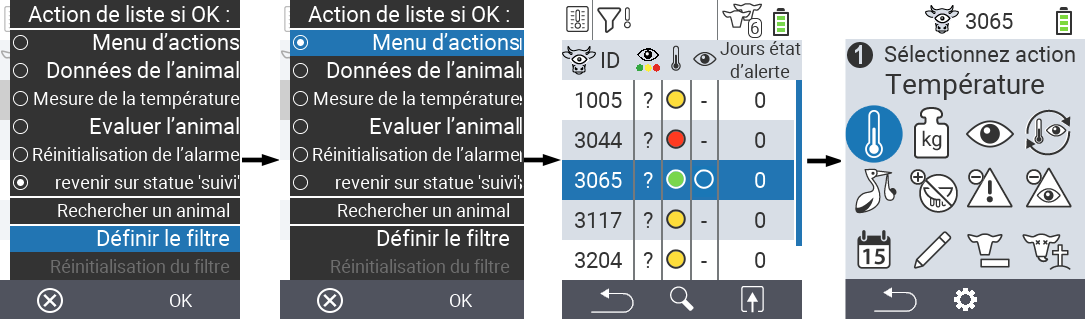 Action de liste si OK :
Menu d'actions
Données de l'animal
Mesure de la température
Evaluer l'animal
Réinitialisation de l'alarme
revenir sur statue 'suivi'
Rechercher un animal
Définir le filtre
Réinitialisation du filtre
OK
Action de liste si OK :
Menu d'actions
Données de l'animal
Mesure de la température
Evaluer l'animal
Réinitialisation de l'alarme
revenir sur statue 'suivi'
Rechercher un animal
Définir le filtre
Réinitialisation du filtre
OK
6
ID Jours état
d'alerte
1005 ? - 0
3044 ? - 0
3065 ? 0
3117 ? - 0
3204 ? - 0
3065
1 Sélectionnez action
Température
kg
15